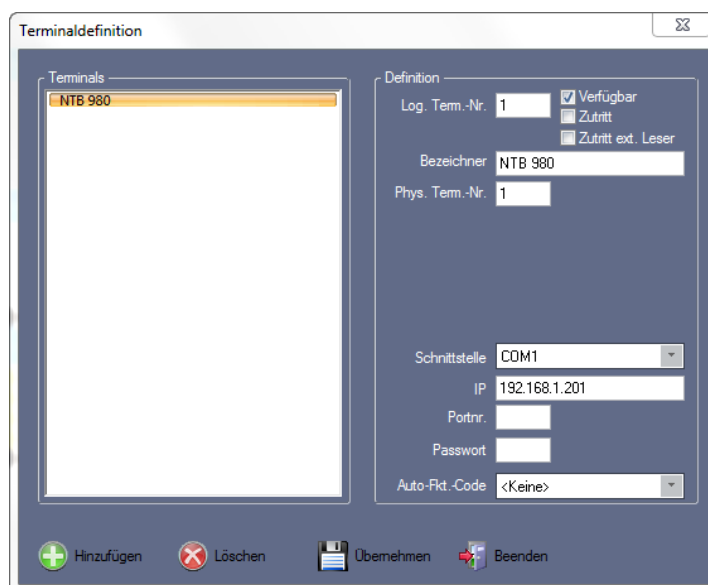 Terminaldefinition
Terminals
NTB 980
Definition
Log. Term.-Nr. 1
Verfügbar
Zutritt
Zutritt ext. Leser
Bezeichner NTB 980
Phys. Term.-Nr. 1
Schnittstelle COM1
IP 192.168.1.201
Portnr.
Passwort
Auto-Fkt.-Code <Keine>
Hinzufügen Löschen Übernehmen Beenden